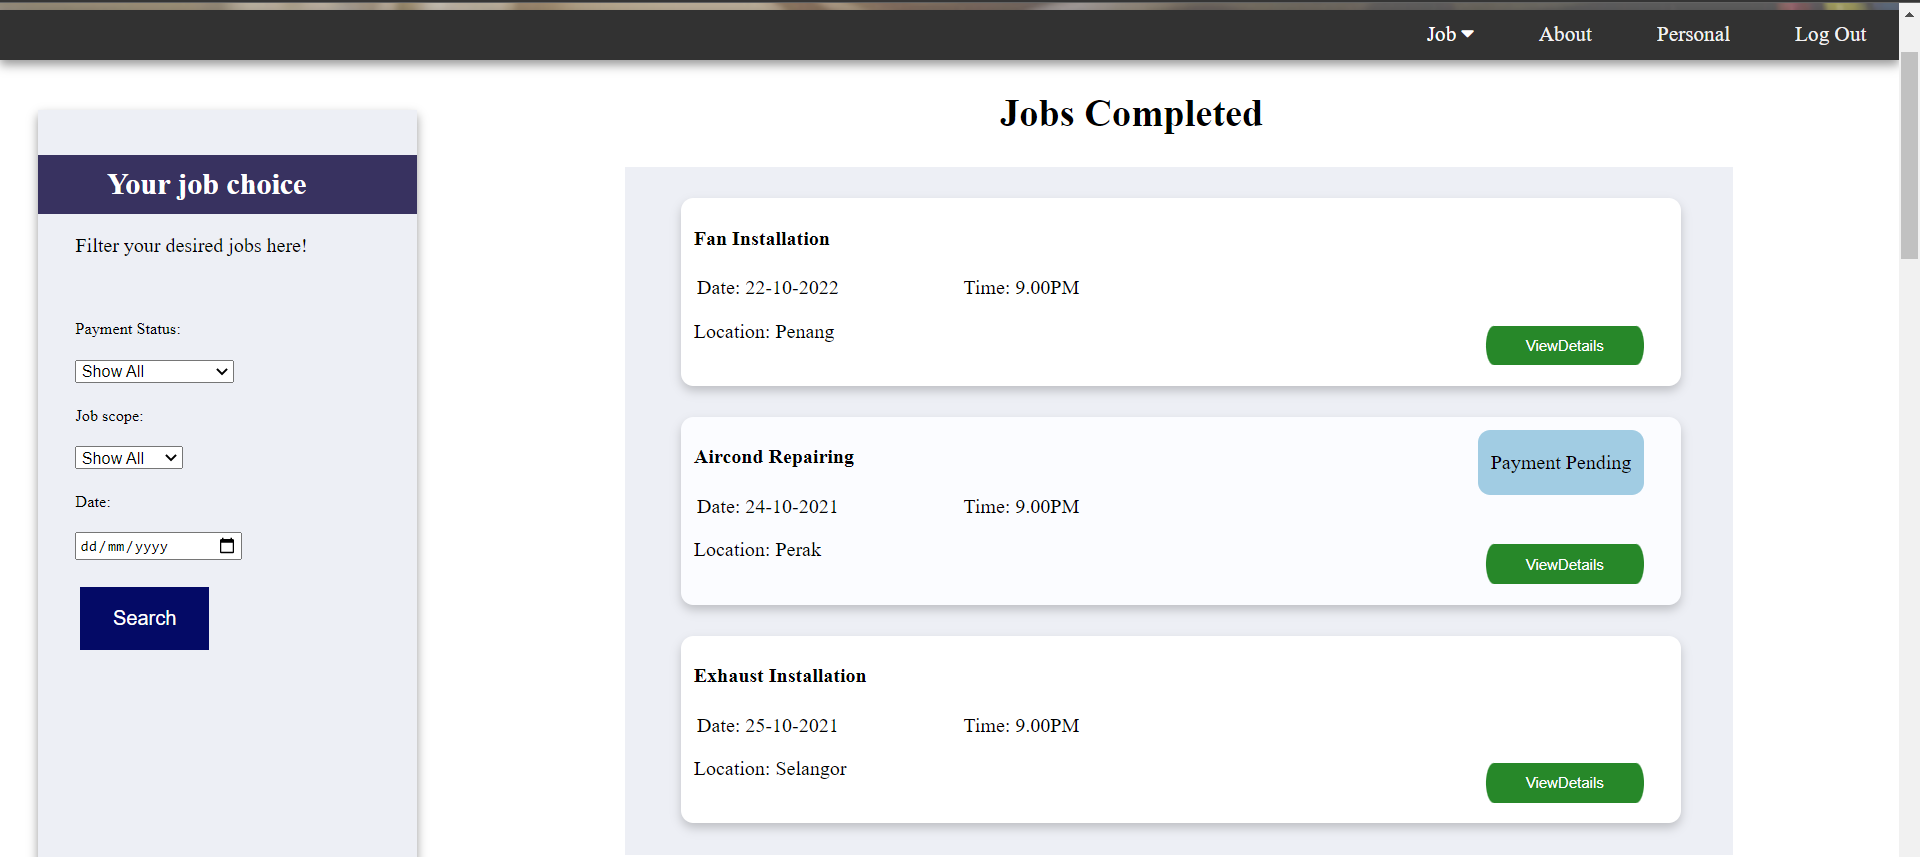 Job About Personal Log Out
Jobs Completed
Your job choice
Filter your desired jobs here!
Payment Status:
Show All
Job scope:
Show All
Date:
dd/mm/yyyy
Search
Fan Installation
Date: 22-10-2022 Time: 9.00PM
Location: Penang
ViewDetails
Aircond Repairing
Payment Pending
Date: 24-10-2021 Time: 9.00PM
Location: Perak
ViewDetails
Exhaust Installation
Date: 25-10-2021 Time: 9.00PM
Location: Selangor
ViewDetails